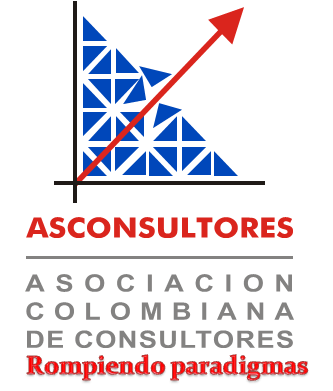 ASCONSULTORES
ASOCIACION
COLOMBIANA
DE CONSULTORES
Rompiendo paradigmas